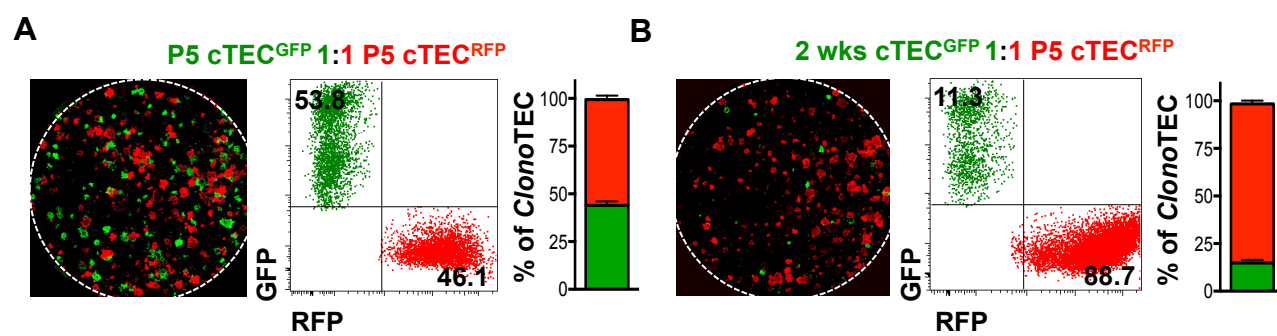 A
P5 cTECGFP 1:1 P5 cTECRFP
53.8
46.1
GFP
RFP
% of ClonoTEC
100
75
50
25
0
B
2 wks cTECGFP 1:1 P5 cTECRFP
11.3
88.7
GFP
RFP
% of ClonoTEC
100
75
50
25
0